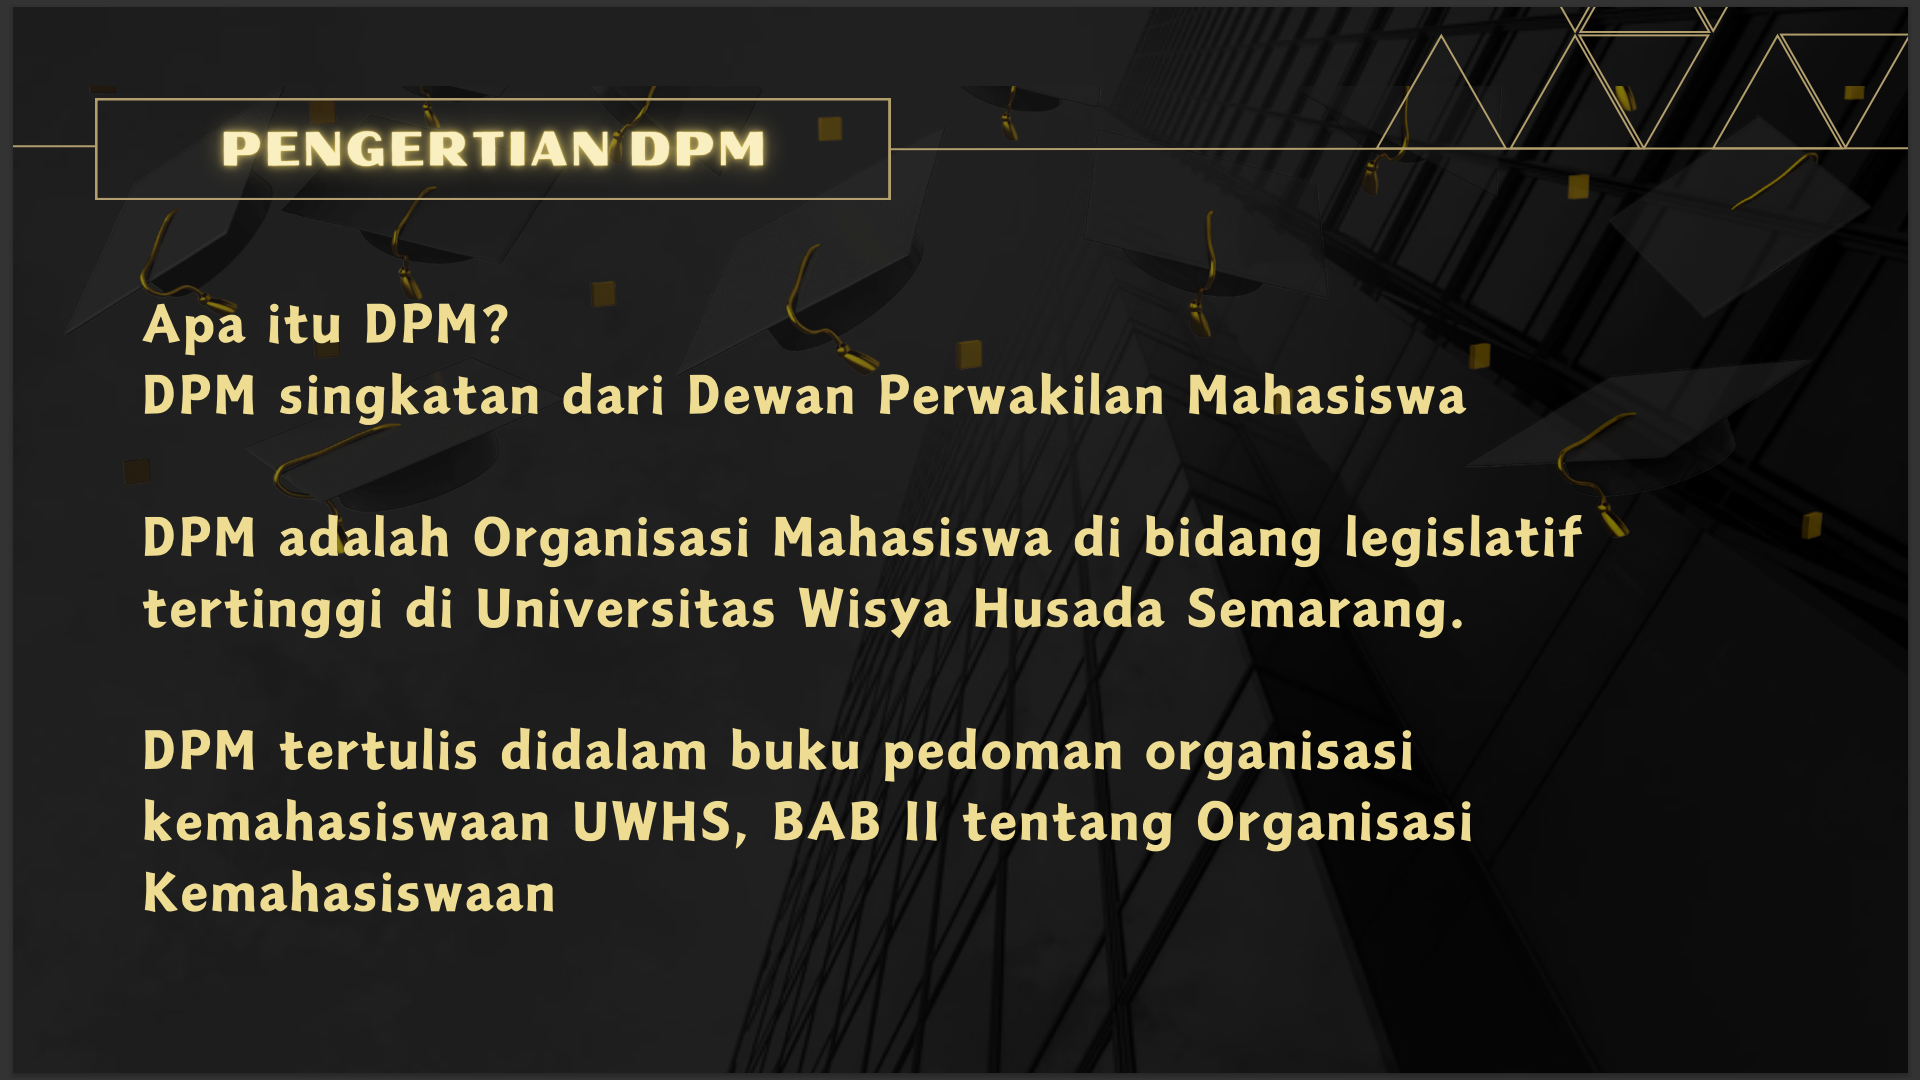 PENGERTIAN DPM
Apa itu DPM?
DPM singkatan dari Dewan Perwakilan Mahasiswa
DPM adalah Organisasi Mahasiswa di bidang legislatif
tertinggi di Universitas Wisya Husada Semarang.
DPM tertulis didalam buku pedoman organisasi
kemahasiswaan UWHS, BAB II tentang Organisasi
Kemahasiswaan